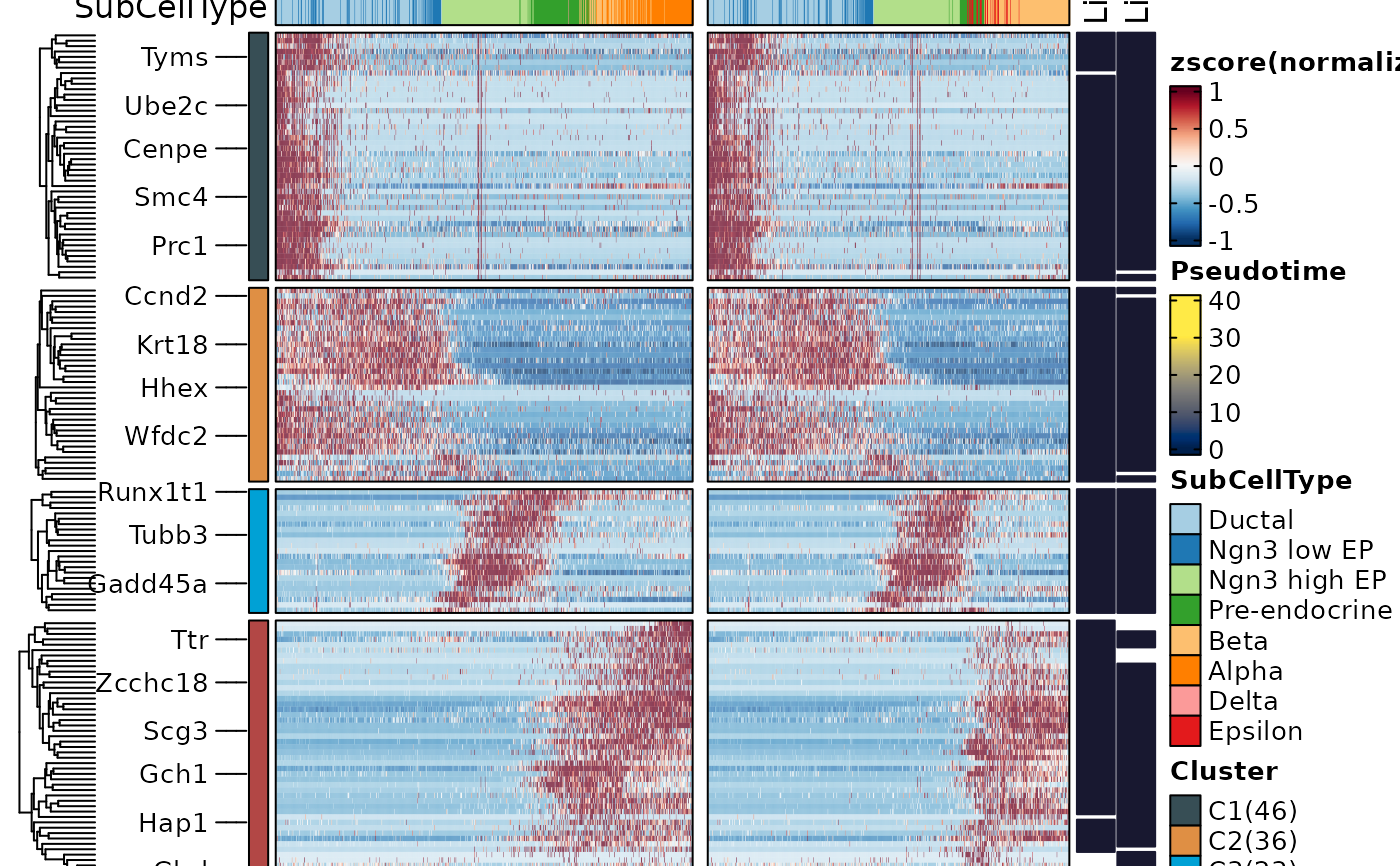 SubCellType
Li
Li
Tyms
Ube2c
Cenpe
Smc4
Prc1
Ccnd2
Krt18
Hhex
Wfdc2
Runx1t1
Tubb3
Gadd45a
Ttr
Zcchc18
Scg3
Gch1
Hap1
zscore(normaliz
1
0.5
0
-0.5
-1
Pseudotime
40
30
20
10
0
SubCellType
Ductal
Ngn3 low EP
Ngn3 high EP
Pre-endocrine
Beta
Alpha
Delta
Epsilon
Cluster
C1(46)
C2(36)